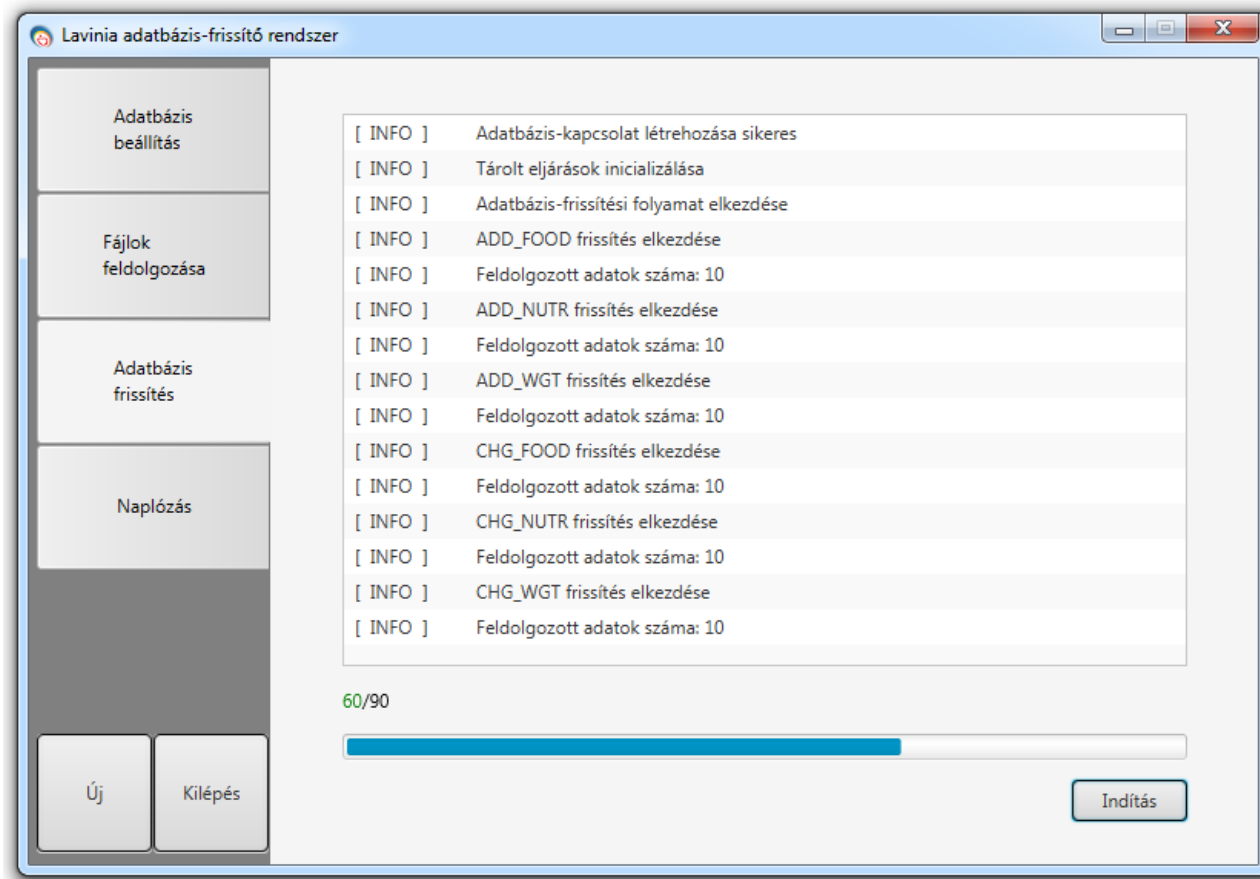 Lavinia adatbázis-frissítő rendszer
Adatbázis
beállítás
Fájlok
feldolgozása
Adatbázis
frissítés
Naplózás
Új
Kilépés
[ INFO ] Adatbázis-kapcsolat létrehozása sikeres
[ INFO ] Tárolt eljárások inicializálása
[ INFO ] Adatbázis-frissítési folyamat elkezdése
[ INFO ] ADD_FOOD frissítés elkezdése
[ INFO ] Feldolgozott adatok száma: 10
[ INFO ] ADD_NUTR frissítés elkezdése
[ INFO ] Feldolgozott adatok száma: 10
[ INFO ] ADD_WGT frissítés elkezdése
[ INFO ] Feldolgozott adatok száma: 10
[ INFO ] CHG_FOOD frissítés elkezdése
[ INFO ] Feldolgozott adatok száma: 10
[ INFO ] CHG_NUTR frissítés elkezdése
[ INFO ] Feldolgozott adatok száma: 10
[ INFO ] CHG_WGT frissítés elkezdése
[ INFO ] Feldolgozott adatok száma: 10
60/90
Indítás